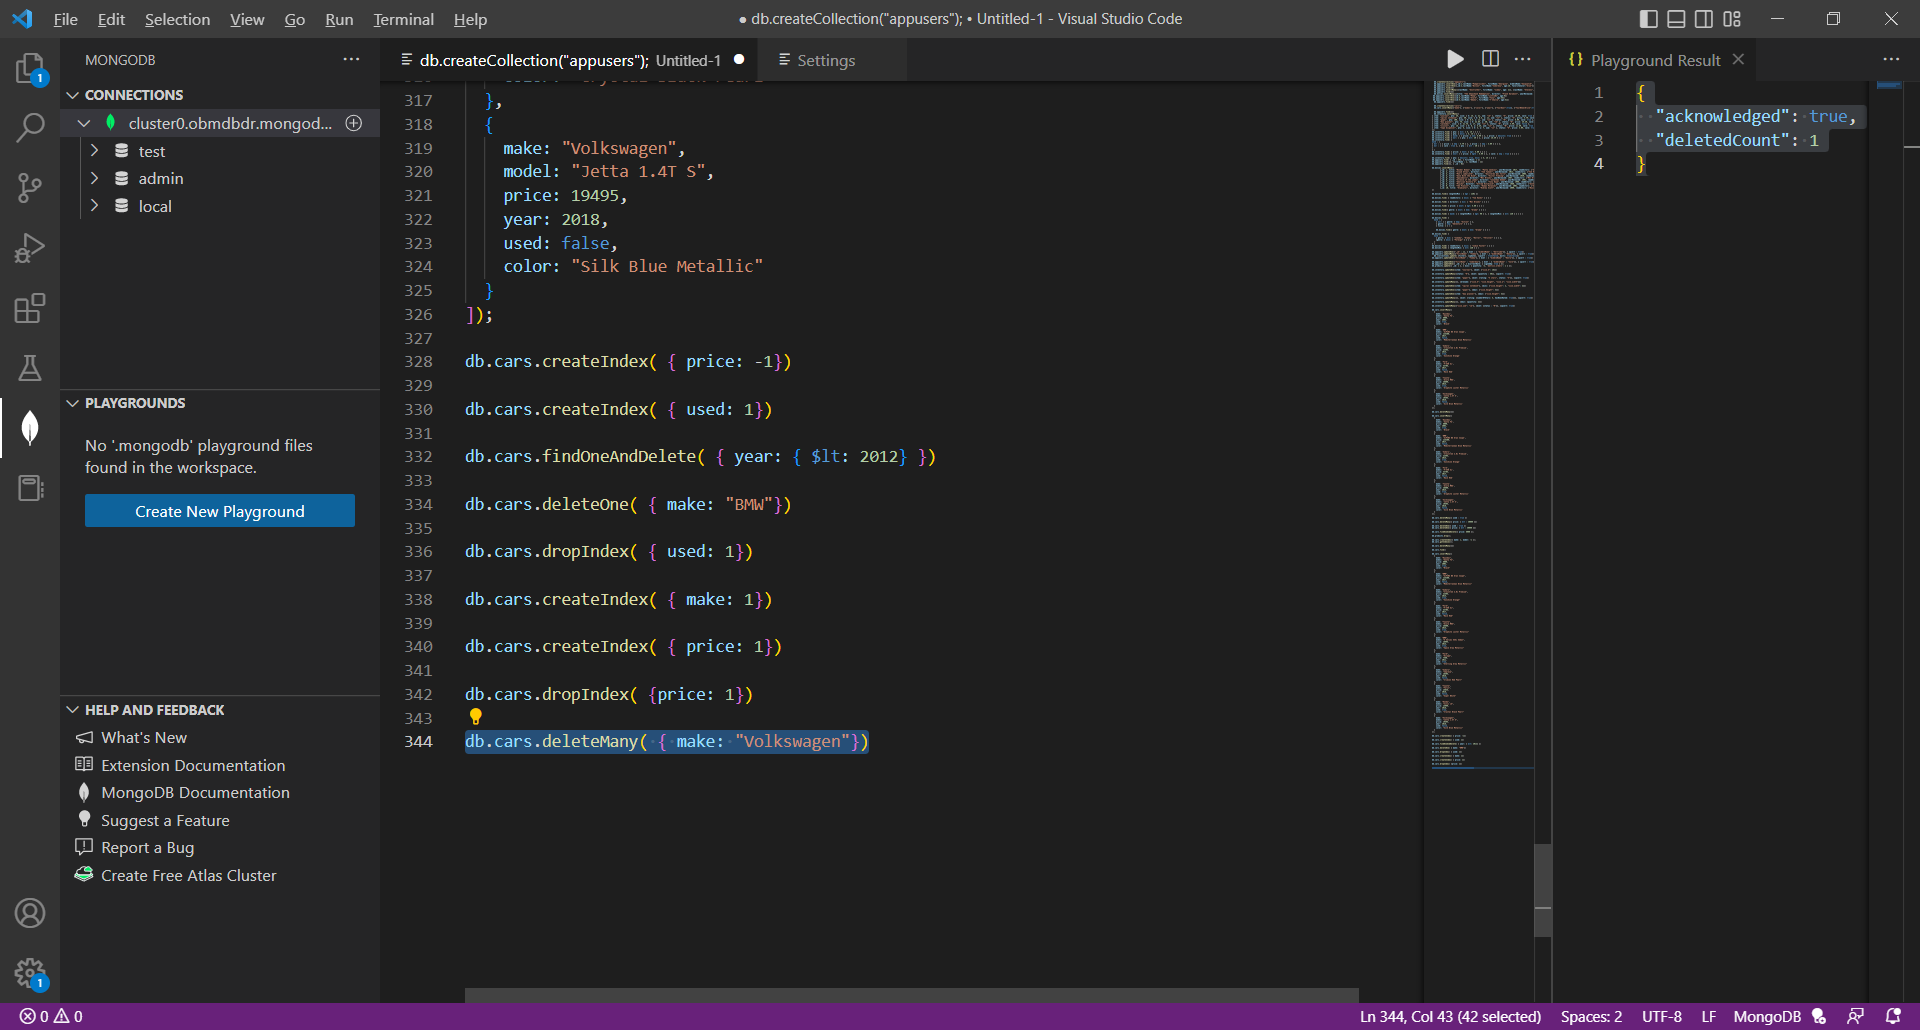 File Edit Selection View Go Run Terminal Help
● db.createCollection("appusers"); • Untitled-1 - Visual Studio Code
MONGODB
CONNECTIONS
cluster0.obmdbdr.mongod...
test
admin
local
PLAYGROUNDS
No '.mongodb' playground files
found in the workspace.
Create New Playground
HELP AND FEEDBACK
What's New
Extension Documentation
MongoDB Documentation
Suggest a Feature
Report a Bug
Create Free Atlas Cluster
1
1
db.createCollection("appusers"); Untitled-1 ●
Settings
317 },
318 {
319 make: "Volkswagen",
320 model: "Jetta 1.4T S",
321 price: 19495,
322 year: 2018,
323 used: false,
324 color: "Silk Blue Metallic"
325 }
326 ]);
327
328 db.cars.createIndex( { price: -1})
329
330 db.cars.createIndex( { used: 1})
331
332 db.cars.findOneAndDelete( { year: { $lt: 2012} })
333
334 db.cars.deleteOne( { make: "BMW"})
335
336 db.cars.dropIndex( { used: 1})
337
338 db.cars.createIndex( { make: 1})
339
340 db.cars.createIndex( { price: 1})
341
342 db.cars.dropIndex( {price: 1})
343
344 db.cars.deleteMany( { make: "Volkswagen"})
{} Playground Result
1 {
2 "acknowledged": true,
3 "deletedCount": 1
4 }
0 0
Ln 344, Col 43 (42 selected) Spaces: 2 UTF-8 LF MongoDB